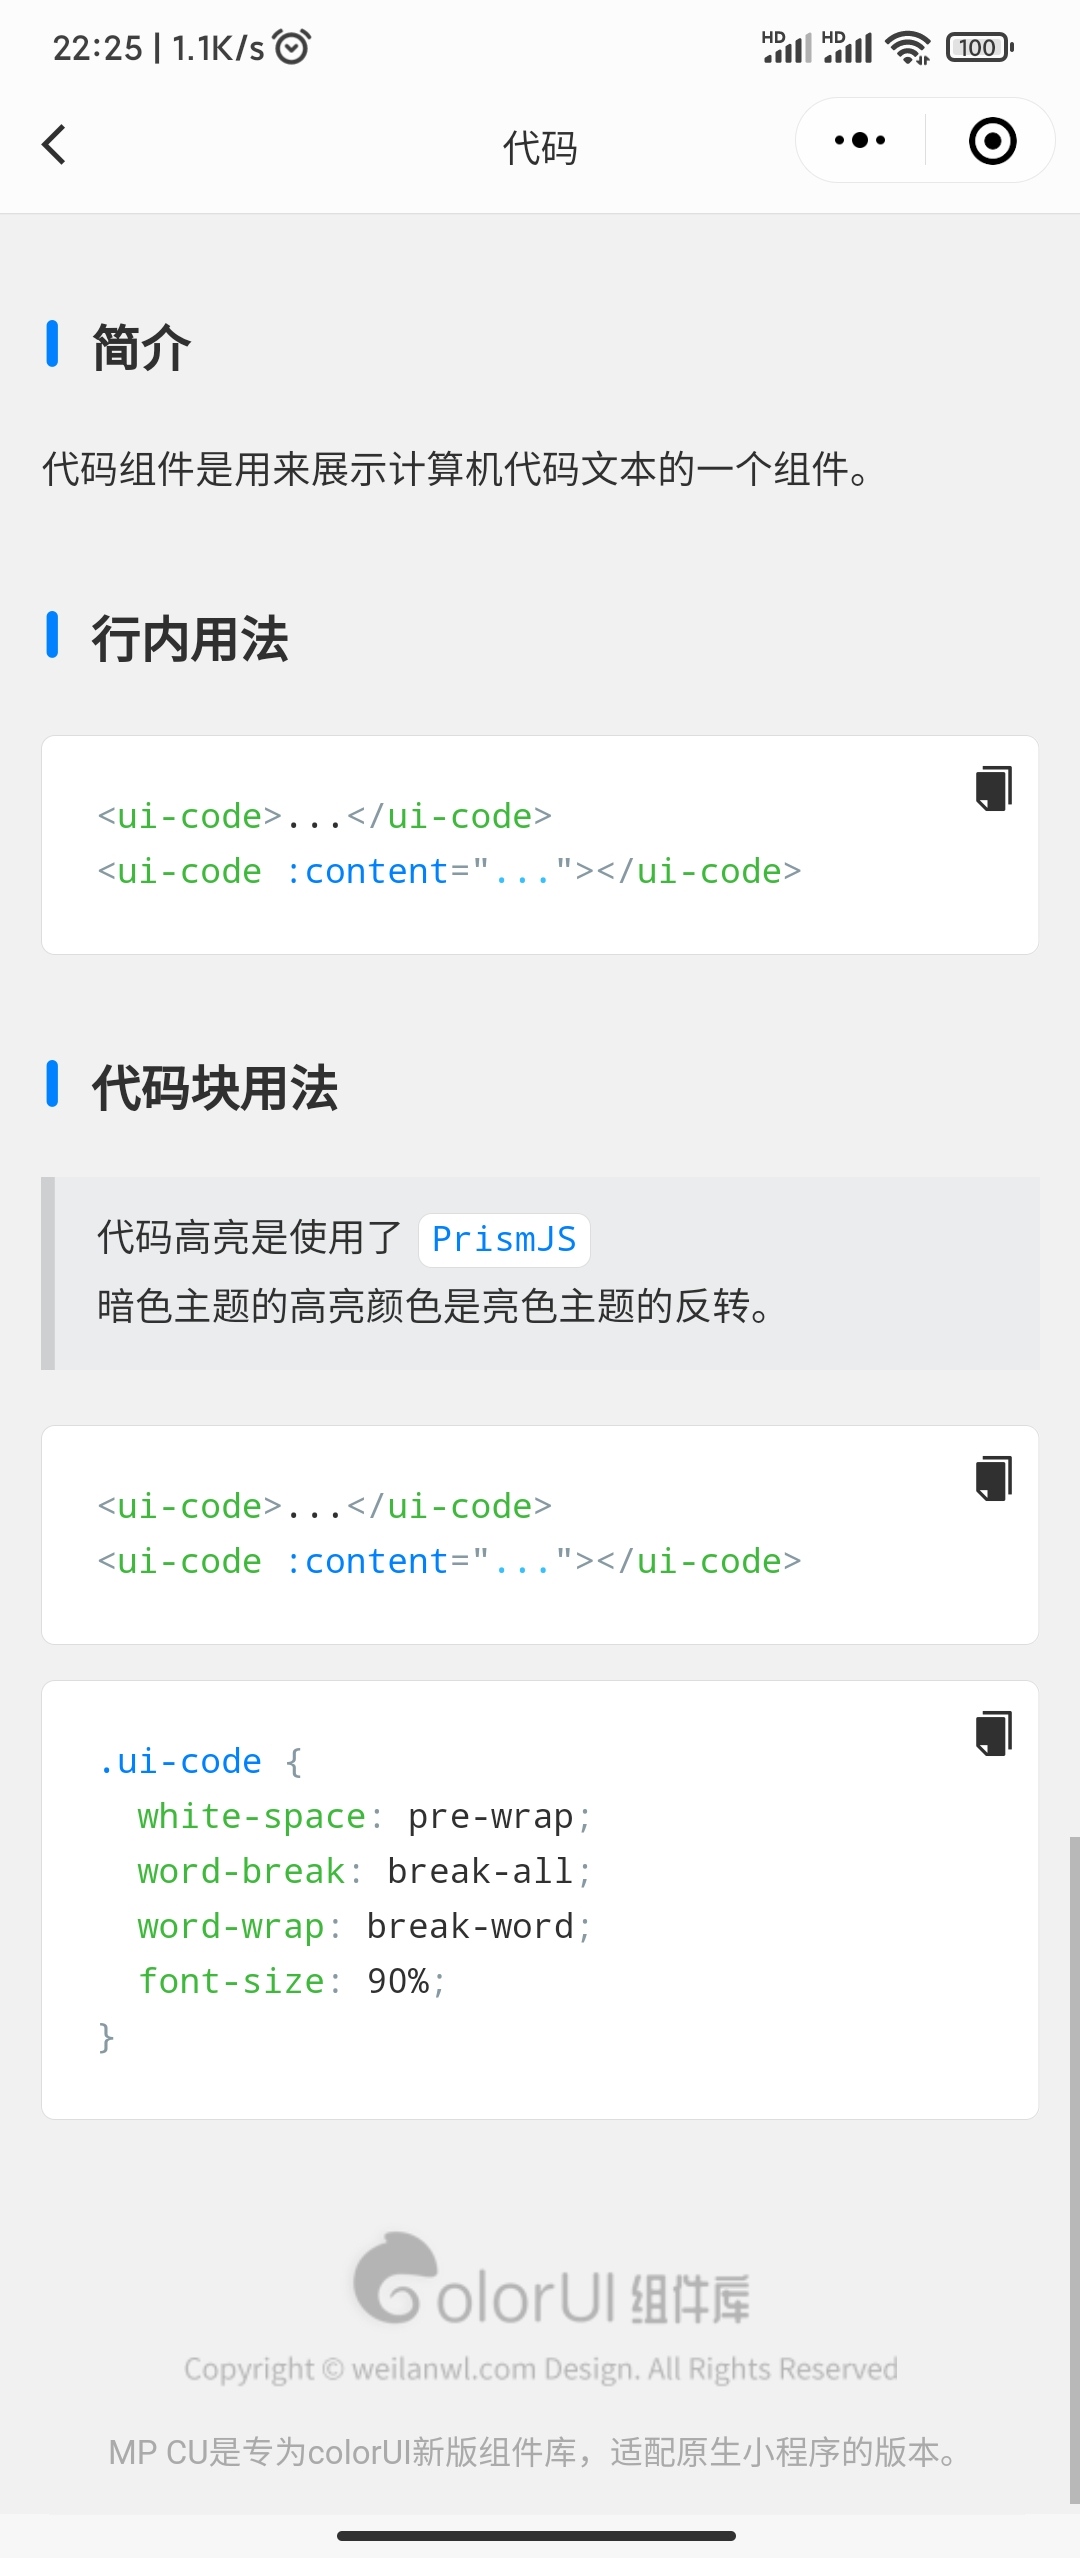 22:25 | 1.1K/s HD HD 100
代码
简介
代码组件是用来展示计算机代码文本的一个组件。
行内用法
<ui-code>...</ui-code>
<ui-code :content="..."></ui-code>
代码块用法
代码高亮是使用了 PrismJS
暗色主题的高亮颜色是亮色主题的反转。
<ui-code>...</ui-code>
<ui-code :content="..."></ui-code>
.ui-code {
  white-space: pre-wrap;
  word-break: break-all;
  word-wrap: break-word;
  font-size: 90%;
}
ColorUI 组件库
Copyright © weilanwl.com Design. All Rights Reserved
MP CU是专为colorUI新版组件库，适配原生小程序的版本。